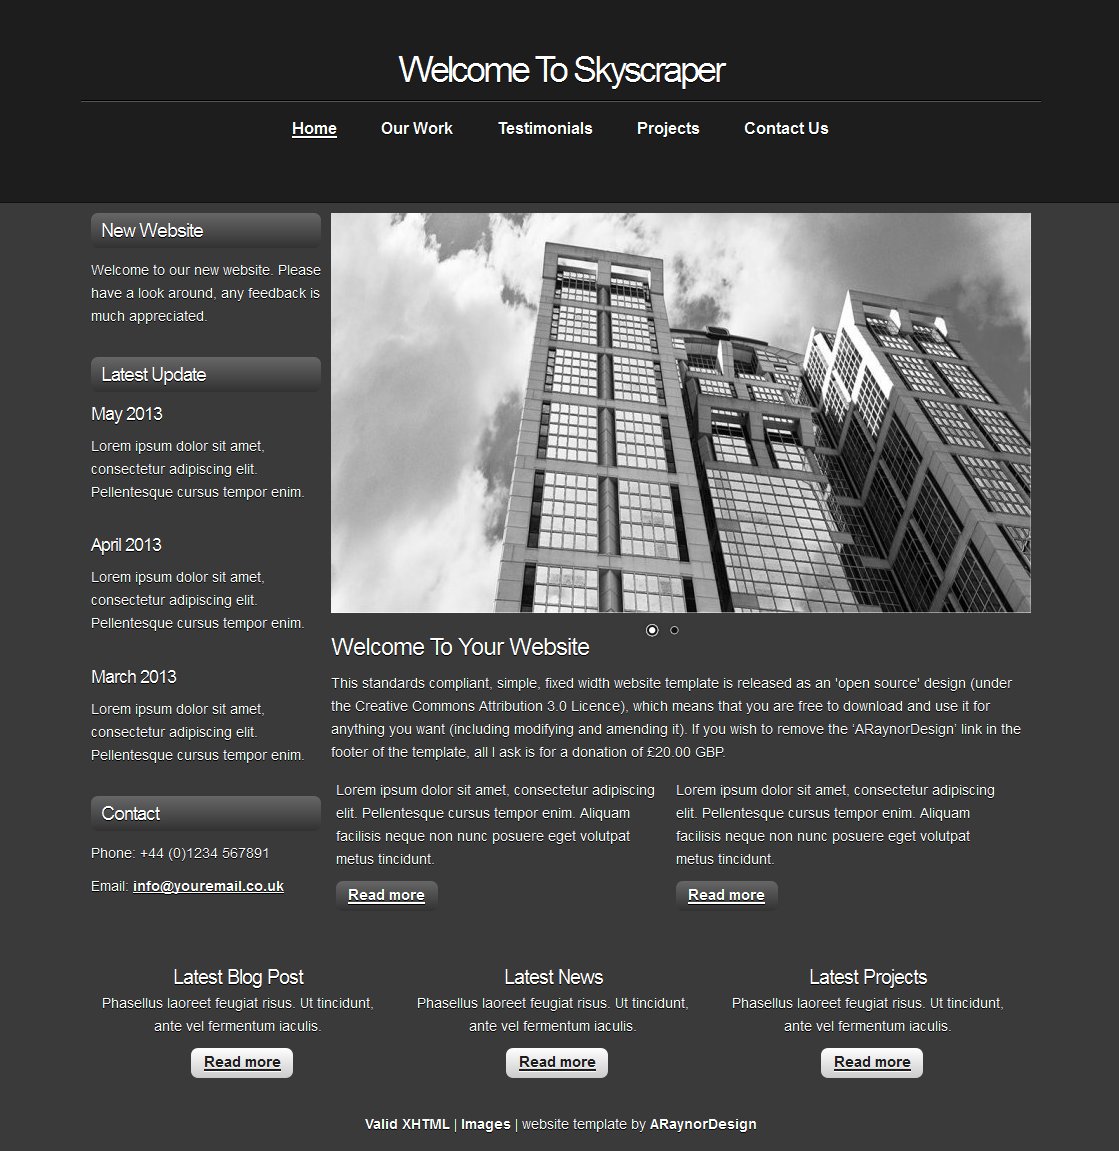 Welcome To Skyscraper
Home Our Work Testimonials Projects Contact Us
New Website
Welcome to our new website. Please
have a look around, any feedback is
much appreciated.
Latest Update
May 2013
Lorem ipsum dolor sit amet,
consectetur adipiscing elit.
Pellentesque cursus tempor enim.
April 2013
Lorem ipsum dolor sit amet,
consectetur adipiscing elit.
Pellentesque cursus tempor enim.
March 2013
Lorem ipsum dolor sit amet,
consectetur adipiscing elit.
Pellentesque cursus tempor enim.
Contact
Phone: +44 (0)1234 567891
Email: info@youremail.co.uk
Welcome To Your Website
This standards compliant, simple, fixed width website template is released as an 'open source' design (under
the Creative Commons Attribution 3.0 Licence), which means that you are free to download and use it for
anything you want (including modifying and amending it). If you wish to remove the ‘ARaynorDesign’ link in the
footer of the template, all I ask is for a donation of £20.00 GBP.
Lorem ipsum dolor sit amet, consectetur adipiscing
elit. Pellentesque cursus tempor enim. Aliquam
facilisis neque non nunc posuere eget volutpat
metus tincidunt.
Read more
Lorem ipsum dolor sit amet, consectetur adipiscing
elit. Pellentesque cursus tempor enim. Aliquam
facilisis neque non nunc posuere eget volutpat
metus tincidunt.
Read more
Latest Blog Post
Phasellus laoreet feugiat risus. Ut tincidunt,
ante vel fermentum iaculis.
Read more
Latest News
Phasellus laoreet feugiat risus. Ut tincidunt,
ante vel fermentum iaculis.
Read more
Latest Projects
Phasellus laoreet feugiat risus. Ut tincidunt,
ante vel fermentum iaculis.
Read more
Valid XHTML | Images | website template by ARaynorDesign